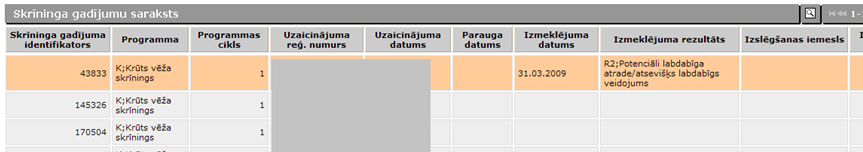 Skrīninga gadījumu saraksts
1-
Skrīninga gadījuma identifikators
Programma
Programmas cikls
Uzaicinājuma reģ. numurs
Uzaicinājuma datums
Parauga datums
Izmeklējuma datums
Izmeklējuma rezultāts
Izslēgšanas iemesls
43833
K;Krūts vēža skrīnings
1
31.03.2009
R2;Potenciāli labdabīga atrade/atsevišķs labdabīgs veidojums
145326
K;Krūts vēža skrīnings
1
170504
K;Krūts vēža skrīnings
1